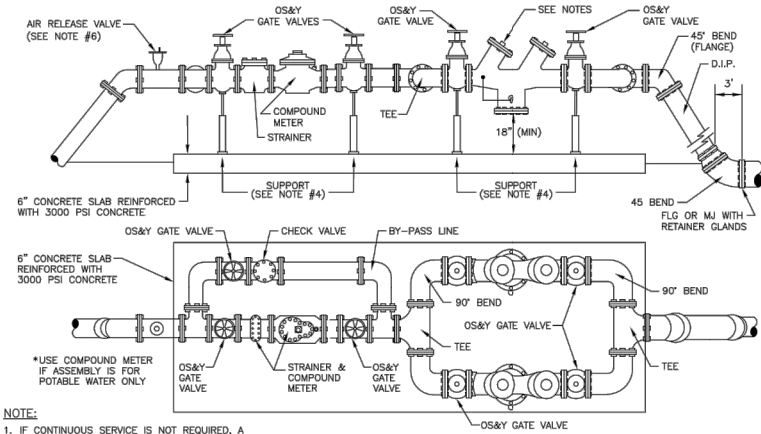 OS&Y
GATE VALVES
OS&Y
GATE VALVE
SEE NOTES
OS&Y
GATE VALVE
AIR RELEASE VALVE
(SEE NOTE #6)
45° BEND
(FLANGE)
D.I.P.
3'
COMPOUND
METER
STRAINER
TEE
18" (MIN)
SUPPORT
(SEE NOTE #4)
SUPPORT
(SEE NOTE #4)
6" CONCRETE SLAB REINFORCED
WITH 3000 PSI CONCRETE
45 BEND
FLG OR MJ WITH
RETAINER GLANDS
OS&Y GATE VALVE
CHECK VALVE
BY-PASS LINE
6" CONCRETE SLAB
REINFORCED WITH
3000 PSI CONCRETE
90° BEND
90° BEND
OS&Y GATE VALVE
TEE
TEE
*USE COMPOUND METER
IF ASSEMBLY IS FOR
POTABLE WATER ONLY
OS&Y
GATE
VALVE
STRAINER &
COMPOUND
METER
OS&Y
GATE
VALVE
OS&Y GATE VALVE
NOTE:
1. IF CONTINUOUS SERVICE IS NOT REQUIRED, A